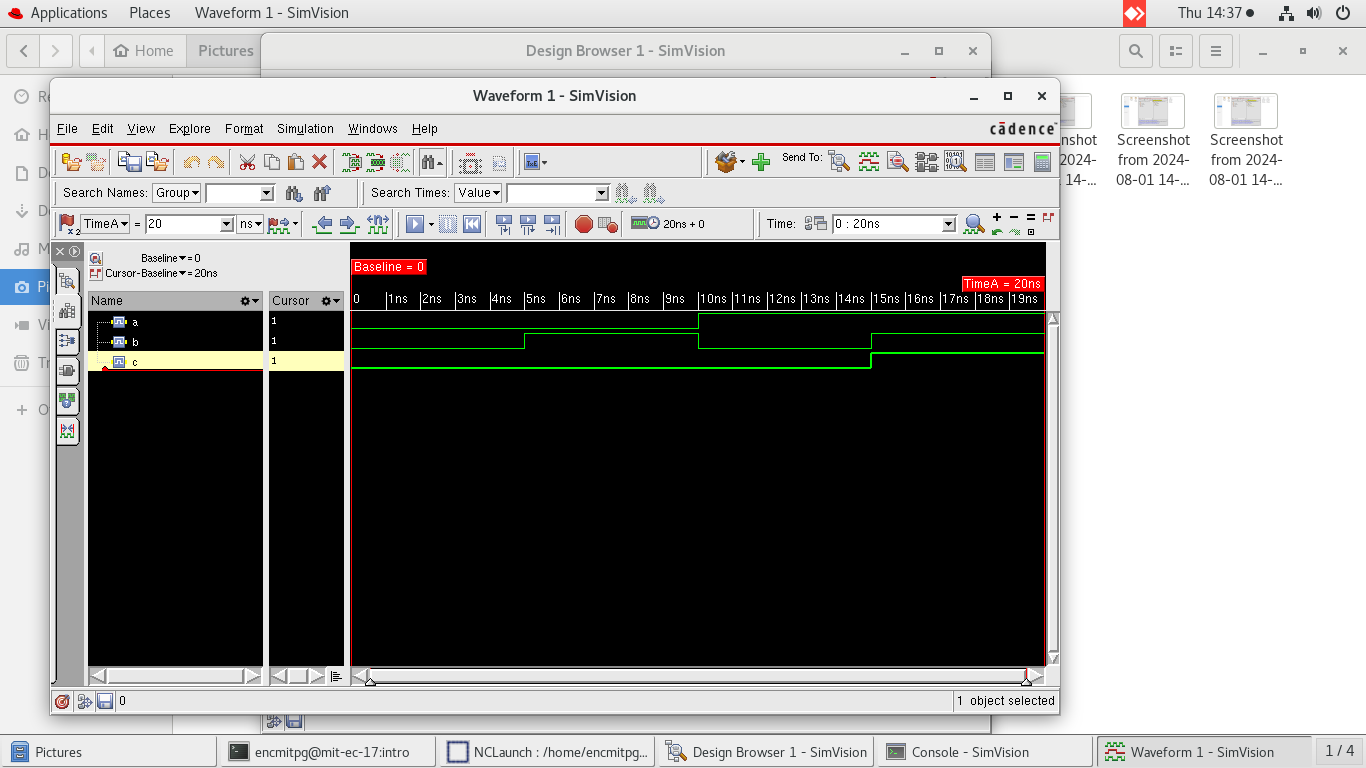 Applications Places Waveform 1 - SimVision Thu 14:37
Home Pictures Design Browser 1 - SimVision
Waveform 1 - SimVision
File Edit View Explore Format Simulation Windows Help cādence
Send To:
Search Names: Group Search Times: Value
TimeA = 20 ns 20ns + 0 Time: 0 : 20ns
Baseline = 0
Cursor-Baseline = 20ns
Baseline = 0
TimeA = 20ns
Name Cursor 0 1ns 2ns 3ns 4ns 5ns 6ns 7ns 8ns 9ns 10ns 11ns 12ns 13ns 14ns 15ns 16ns 17ns 18ns 19ns
a 1
b 1
c 1
0 1 object selected
Screenshot
from 2024-
08-01 14-...
Screenshot
from 2024-
08-01 14-...
Pictures encmitpg@mit-ec-17:intro NCLaunch : /home/encmitpg... Design Browser 1 - SimVision Console - SimVision Waveform 1 - SimVision 1 / 4